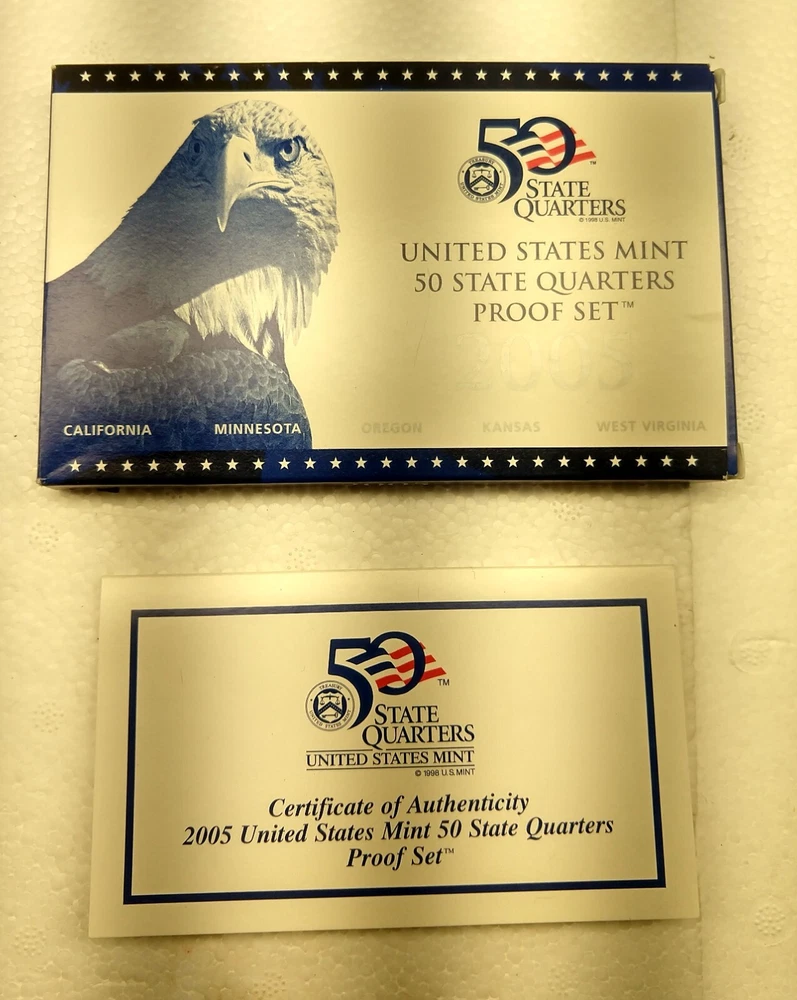 50
STATE
QUARTERS
© 1998 U.S. MINT
UNITED STATES MINT
50 STATE QUARTERS
PROOF SET™
2005
CALIFORNIA MINNESOTA OREGON KANSAS WEST VIRGINIA
50 TM
STATE
QUARTERS
UNITED STATES MINT
© 1998 U.S. MINT
Certificate of Authenticity
2005 United States Mint 50 State Quarters
Proof Set™